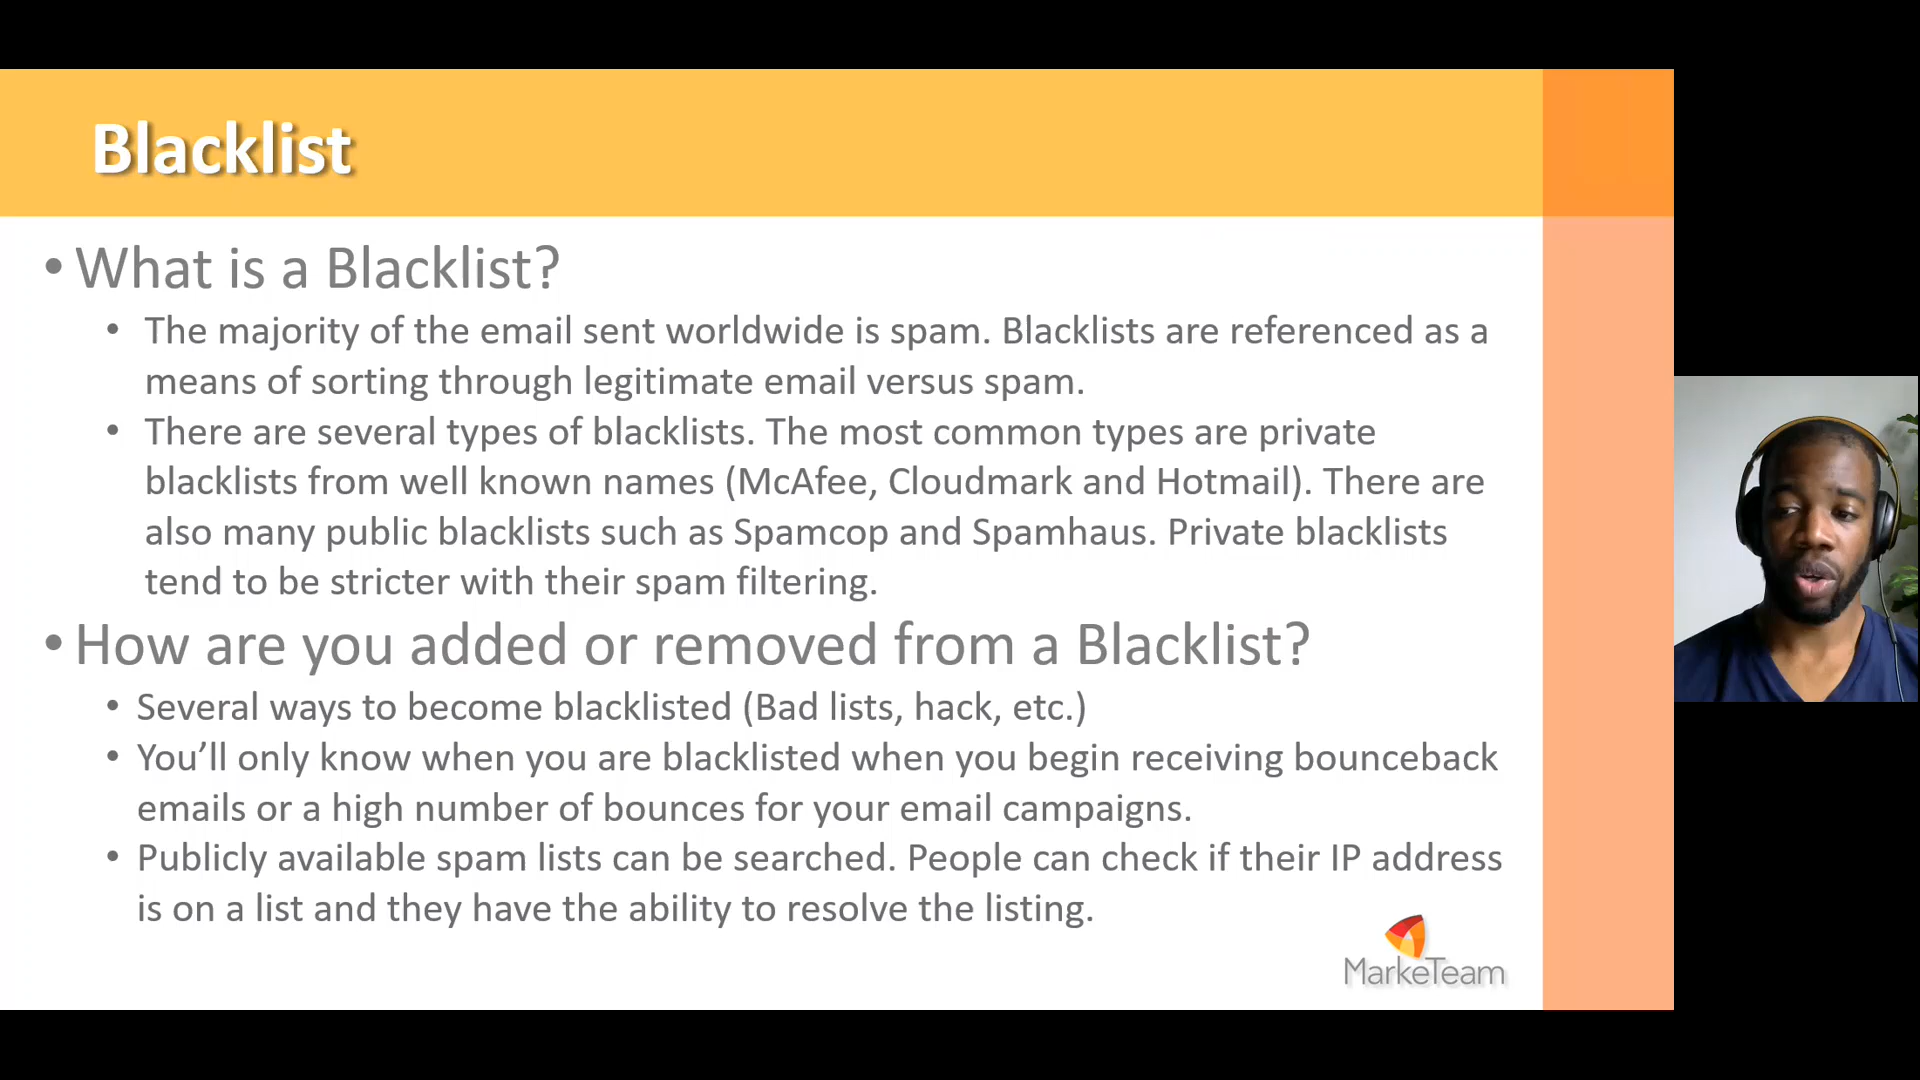 Blacklist
• What is a Blacklist?
• The majority of the email sent worldwide is spam. Blacklists are referenced as a
means of sorting through legitimate email versus spam.
• There are several types of blacklists. The most common types are private
blacklists from well known names (McAfee, Cloudmark and Hotmail). There are
also many public blacklists such as Spamcop and Spamhaus. Private blacklists
tend to be stricter with their spam filtering.
• How are you added or removed from a Blacklist?
• Several ways to become blacklisted (Bad lists, hack, etc.)
• You’ll only know when you are blacklisted when you begin receiving bounceback
emails or a high number of bounces for your email campaigns.
• Publicly available spam lists can be searched. People can check if their IP address
is on a list and they have the ability to resolve the listing.
MarkeTeam